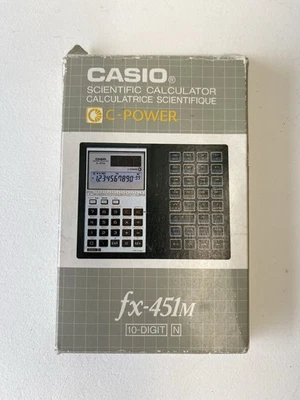 CASIO®
SCIENTIFIC CALCULATOR
CALCULATRICE SCIENTIFIQUE
C-POWER
1234567890
fx-451M
10-DIGIT N